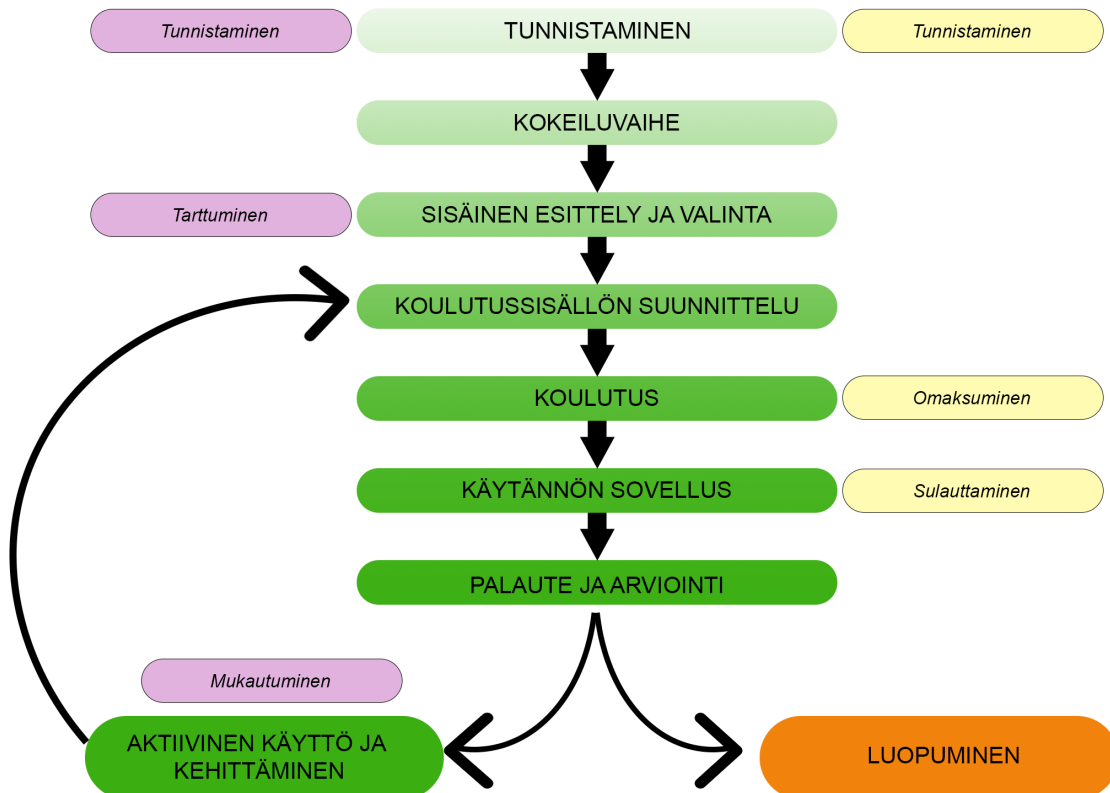 Tunnistaminen
TUNNISTAMINEN
Tunnistaminen
KOKEILUVAIHE
Tarttuminen
SISÄINEN ESITTELY JA VALINTA
KOULUTUSSISÄLLÖN SUUNNITTELU
KOULUTUS
Omaksuminen
KÄYTÄNNÖN SOVELLUS
Sulauttaminen
PALAUTE JA ARVIOINTI
Mukautuminen
AKTIIVINEN KÄYTTÖ JA
KEHITTÄMINEN
LUOPUMINEN